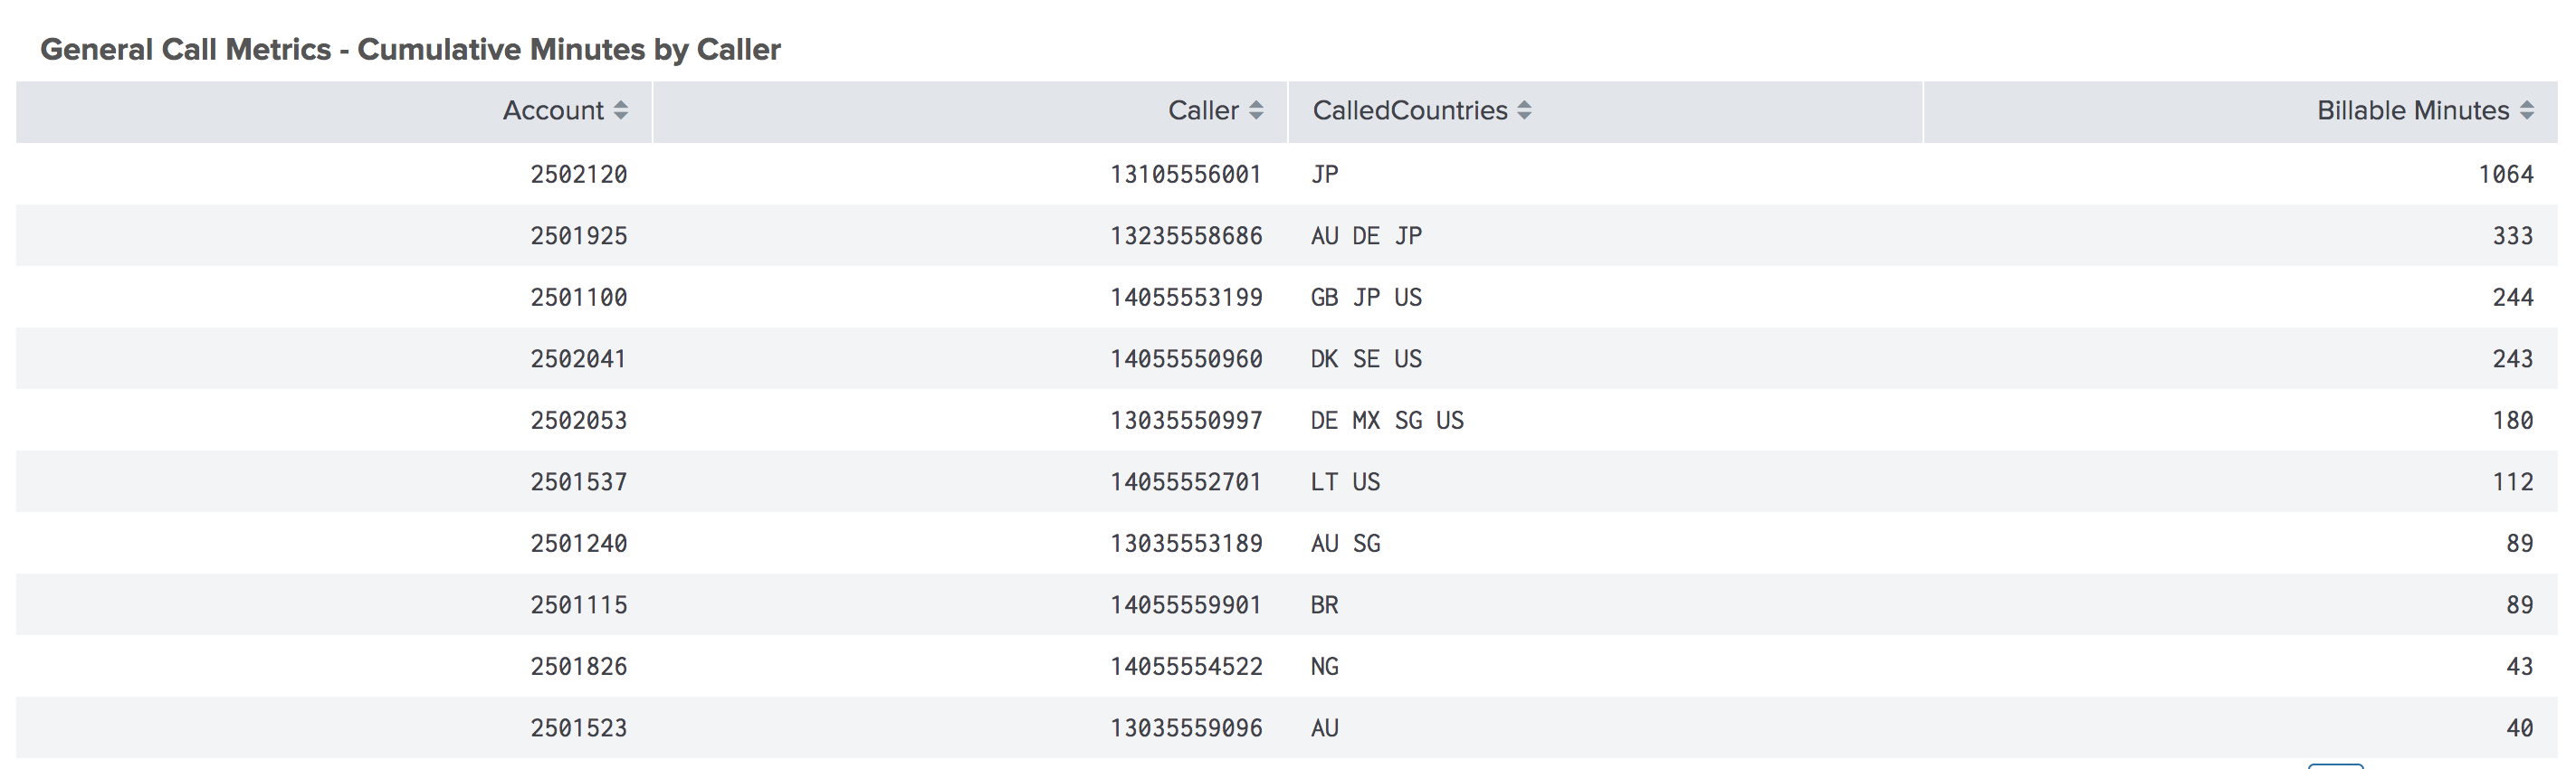 General Call Metrics - Cumulative Minutes by Caller
Account Caller CalledCountries Billable Minutes
2502120 13105556001 JP 1064
2501925 13235558686 AU DE JP 333
2501100 14055553199 GB JP US 244
2502041 14055550960 DK SE US 243
2502053 13035550997 DE MX SG US 180
2501537 14055552701 LT US 112
2501240 13035553189 AU SG 89
2501115 14055559901 BR 89
2501826 14055554522 NG 43
2501523 13035559096 AU 40